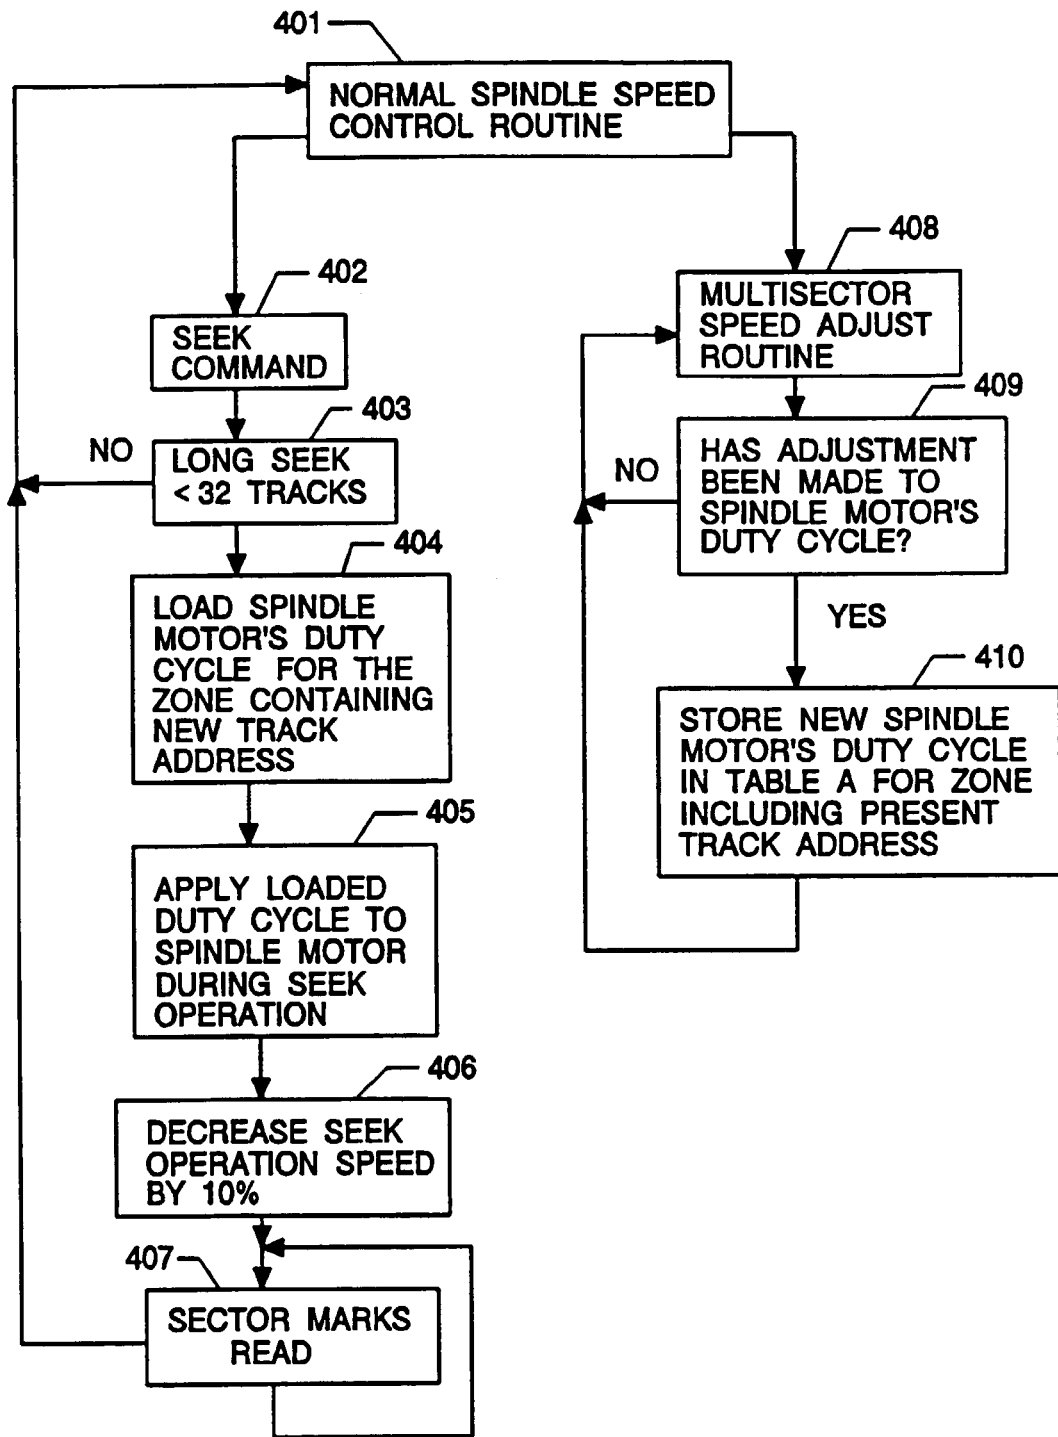 401
NORMAL SPINDLE SPEED
CONTROL ROUTINE
402
SEEK
COMMAND
403
NO
LONG SEEK
< 32 TRACKS
404
LOAD SPINDLE
MOTOR'S DUTY
CYCLE FOR THE
ZONE CONTAINING
NEW TRACK
ADDRESS
405
APPLY LOADED
DUTY CYCLE TO
SPINDLE MOTOR
DURING SEEK
OPERATION
406
DECREASE SEEK
OPERATION SPEED
BY 10%
407
SECTOR MARKS
READ
408
MULTISECTOR
SPEED ADJUST
ROUTINE
409
NO
HAS ADJUSTMENT
BEEN MADE TO
SPINDLE MOTOR'S
DUTY CYCLE?
YES
410
STORE NEW SPINDLE
MOTOR'S DUTY CYCLE
IN TABLE A FOR ZONE
INCLUDING PRESENT
TRACK ADDRESS